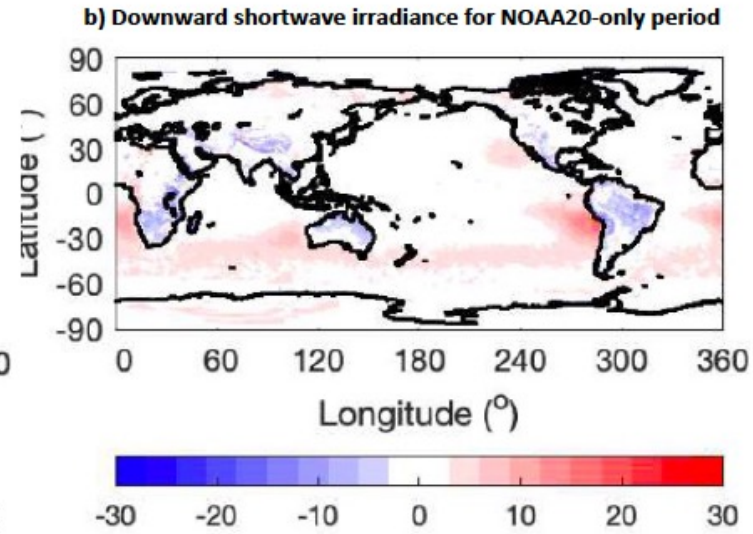 b) Downward shortwave irradiance for NOAA20-only period
90
60
30
0
-30
-60
-90
Latitude (
0 60 120 180 240 300 360
0
Longitude (o)
-30 -20 -10 0 10 20 30